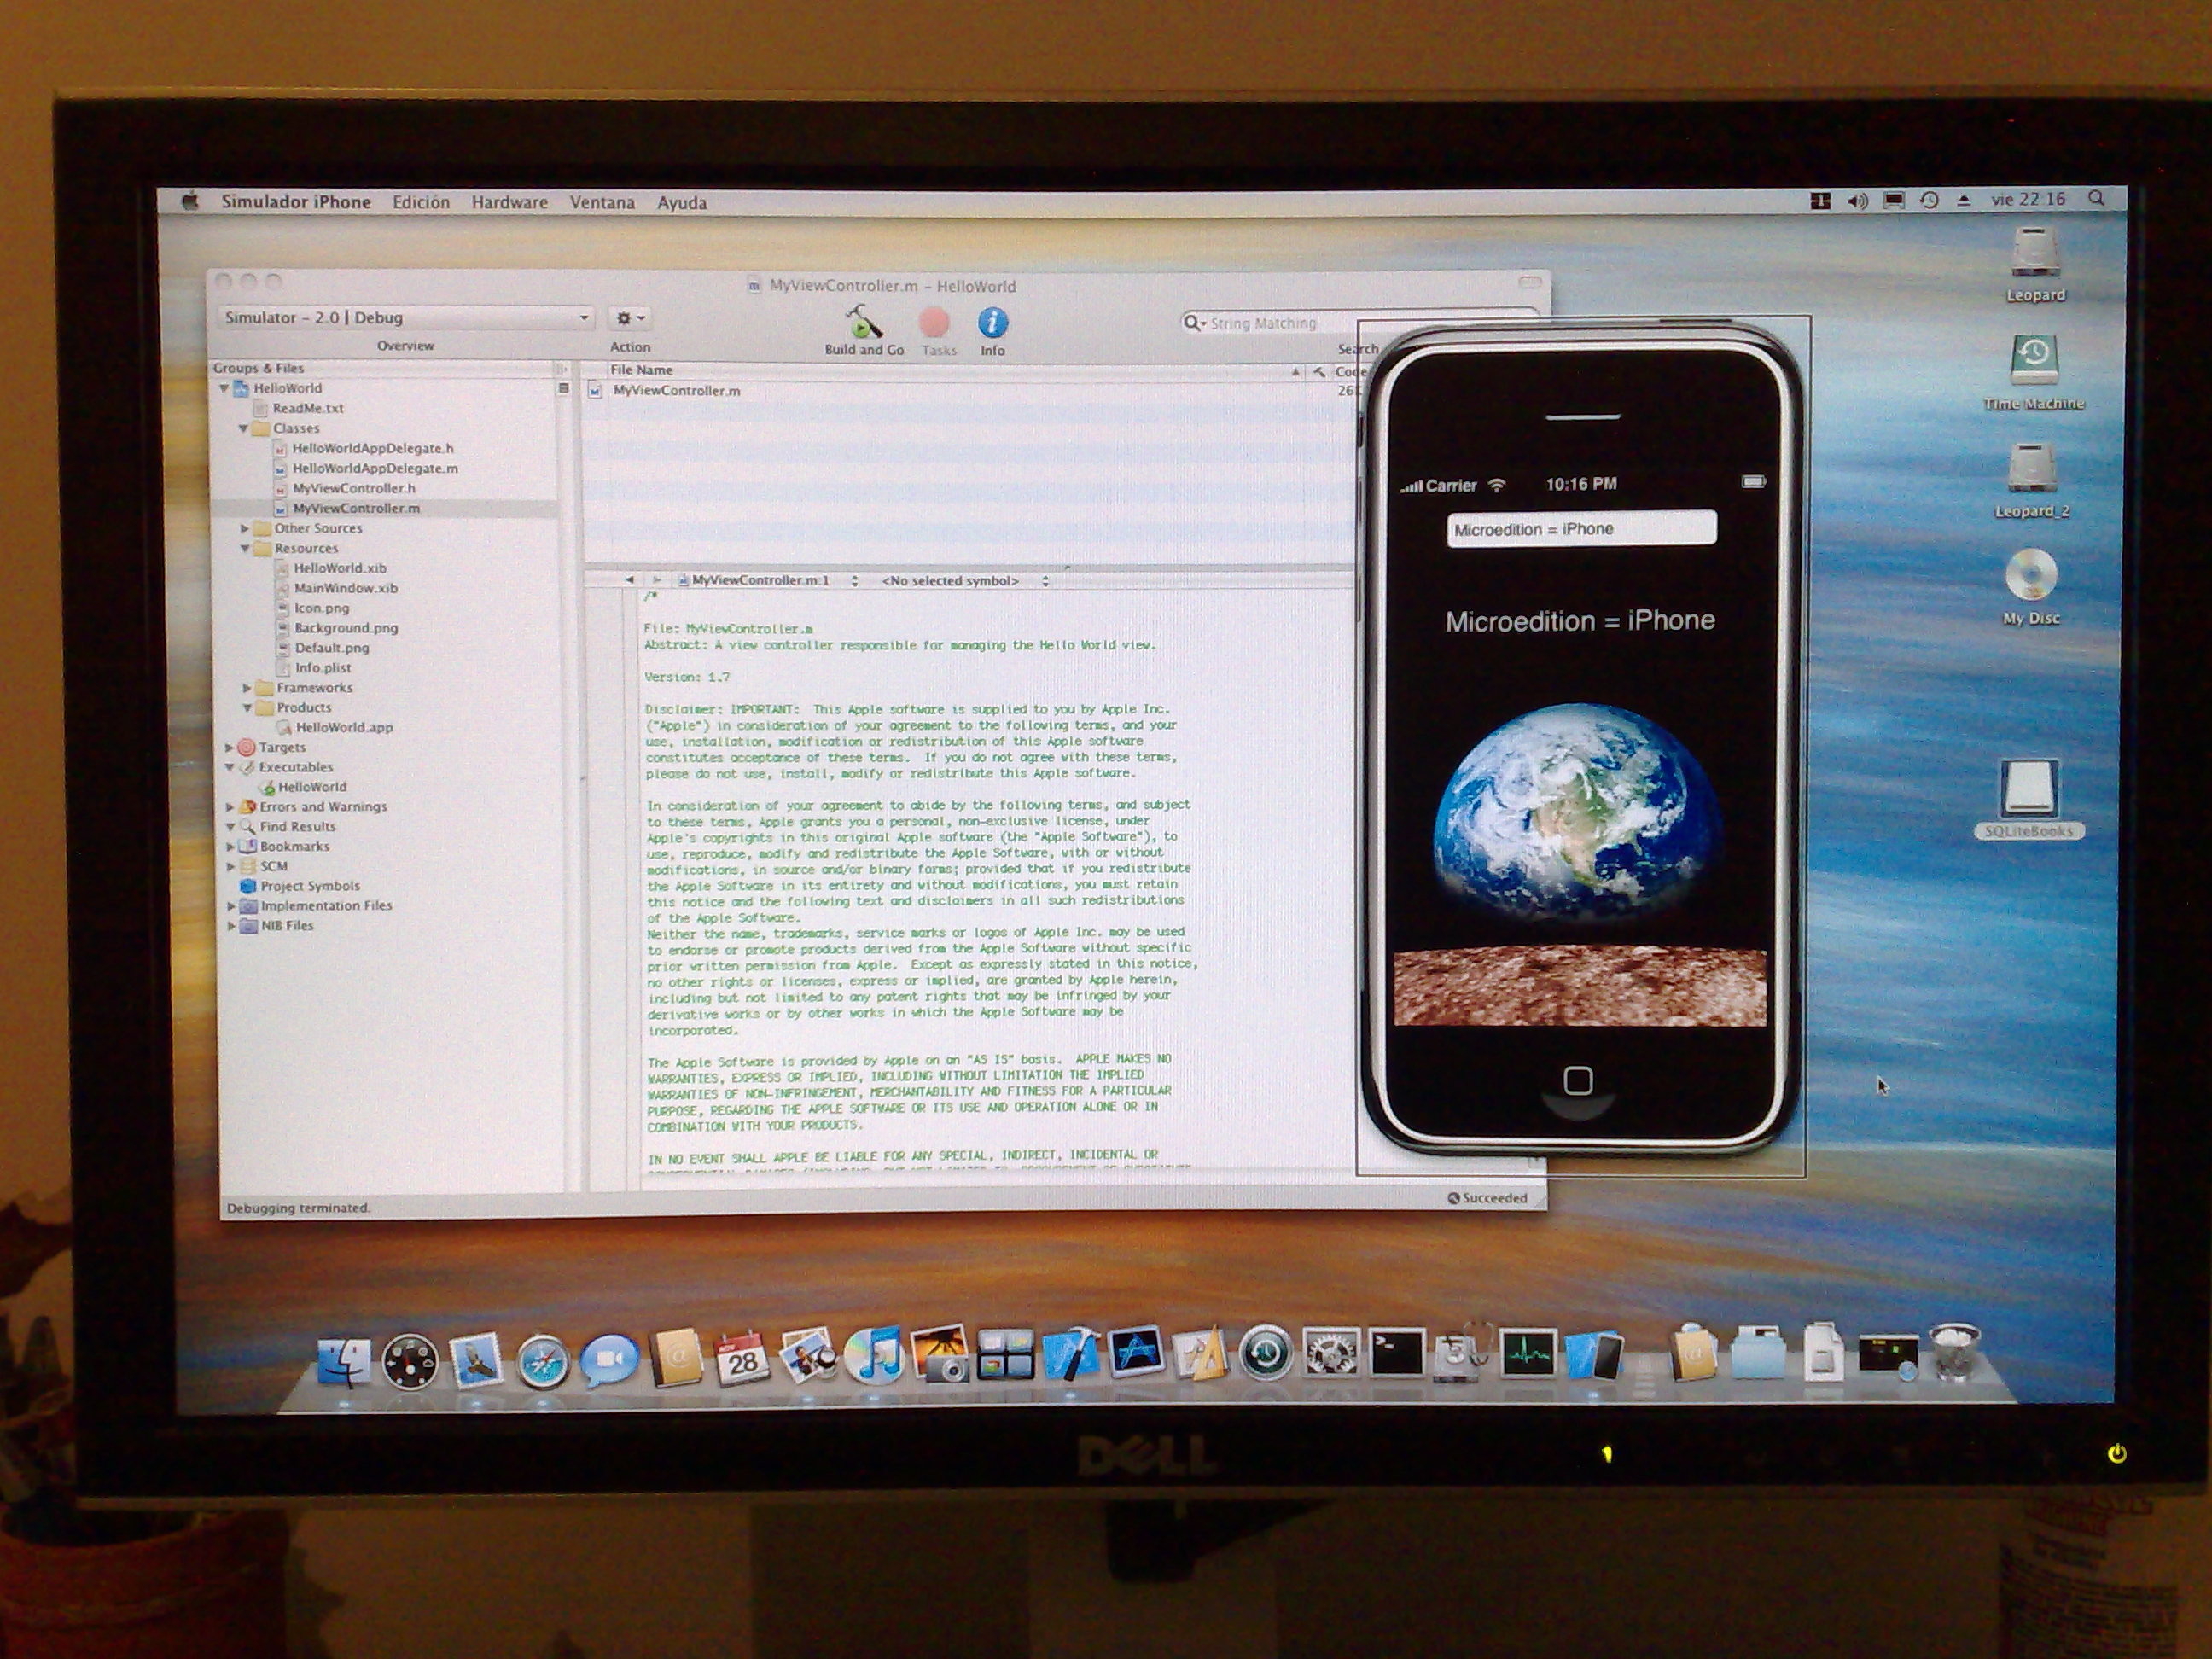 Simulador iPhone Edición Hardware Ventana Ayuda
vie 22 16
MyViewController.m - HelloWorld
Simulator - 2.0 | Debug
String Matching
Overview
Action
Build and Go
Tasks
Info
Search
Groups & Files
HelloWorld
ReadMe.txt
Classes
HelloWorldAppDelegate.h
HelloWorldAppDelegate.m
MyViewController.h
MyViewController.m
Other Sources
Resources
HelloWorld.xib
MainWindow.xib
Icon.png
Background.png
Default.png
Info.plist
Frameworks
Products
HelloWorld.app
Targets
Executables
HelloWorld
Errors and Warnings
Find Results
Bookmarks
SCM
Project Symbols
Implementation Files
NIB Files
File Name
Code
MyViewController.m
26
MyViewController.m:1
<No selected symbol>
/*
File: MyViewController.m
Abstract: A view controller responsible for managing the Hello World view.
Version: 1.7
Disclaimer: IMPORTANT: This Apple software is supplied to you by Apple Inc.
("Apple") in consideration of your agreement to the following terms, and your
use, installation, modification or redistribution of this Apple software
constitutes acceptance of these terms. If you do not agree with these terms,
please do not use, install, modify or redistribute this Apple software.
In consideration of your agreement to abide by the following terms, and subject
to these terms, Apple grants you a personal, non-exclusive license, under
Apple's copyrights in this original Apple software (the "Apple Software"), to
use, reproduce, modify and redistribute the Apple Software, with or without
modifications, in source and/or binary forms; provided that if you redistribute
the Apple Software in its entirety and without modifications, you must retain
this notice and the following text and disclaimers in all such redistributions
of the Apple Software.
Neither the name, trademarks, service marks or logos of Apple Inc. may be used
to endorse or promote products derived from the Apple Software without specific
prior written permission from Apple. Except as expressly stated in this notice,
no other rights or licenses, express or implied, are granted by Apple herein,
including but not limited to any patent rights that may be infringed by your
derivative works or by other works in which the Apple Software may be
incorporated.
The Apple Software is provided by Apple on an "AS IS" basis. APPLE MAKES NO
WARRANTIES, EXPRESS OR IMPLIED, INCLUDING WITHOUT LIMITATION THE IMPLIED
WARRANTIES OF NON-INFRINGEMENT, MERCHANTABILITY AND FITNESS FOR A PARTICULAR
PURPOSE, REGARDING THE APPLE SOFTWARE OR ITS USE AND OPERATION ALONE OR IN
COMBINATION WITH YOUR PRODUCTS.
IN NO EVENT SHALL APPLE BE LIABLE FOR ANY SPECIAL, INDIRECT, INCIDENTAL OR
Debugging terminated.
Succeeded
Carrier
10:16 PM
Microedition = iPhone
Microedition = iPhone
Leopard
Time Machine
Leopard_2
My Disc
SQLiteBooks
NOV
28
DELL